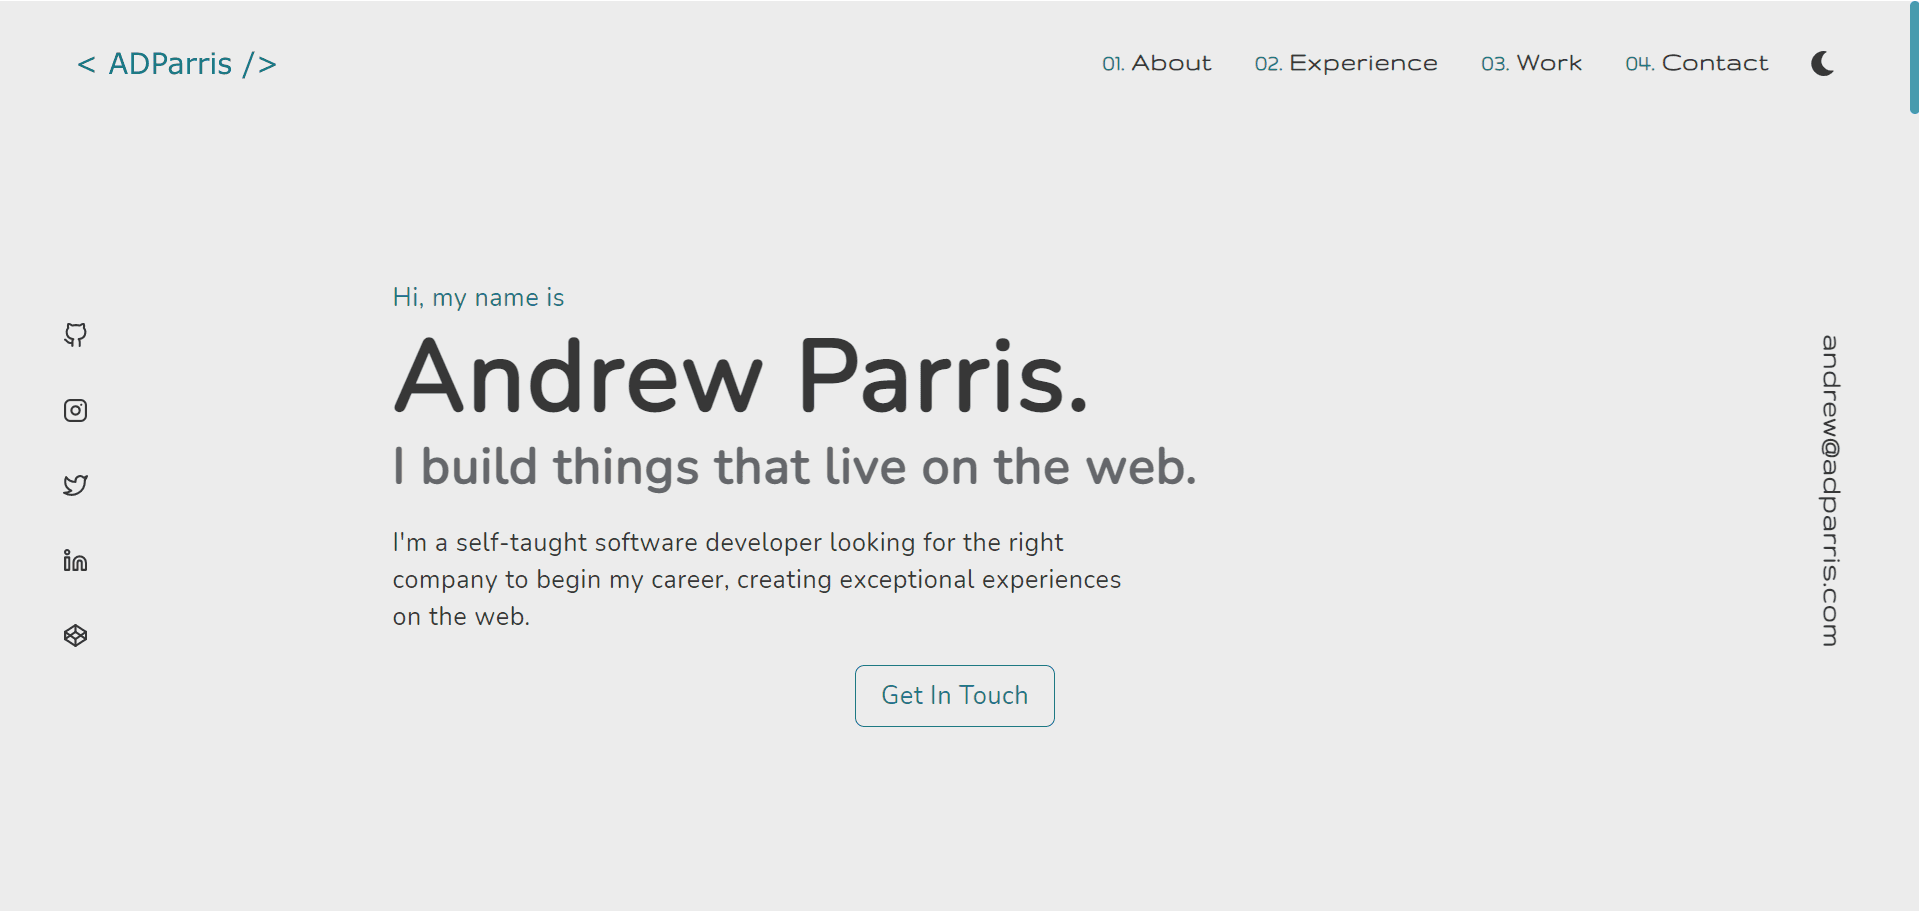 < ADParris />
01. About 02. Experience 03. Work 04. Contact
Hi, my name is
Andrew Parris.
I build things that live on the web.
I'm a self-taught software developer looking for the right
company to begin my career, creating exceptional experiences
on the web.
Get In Touch
andrew@adparris.com